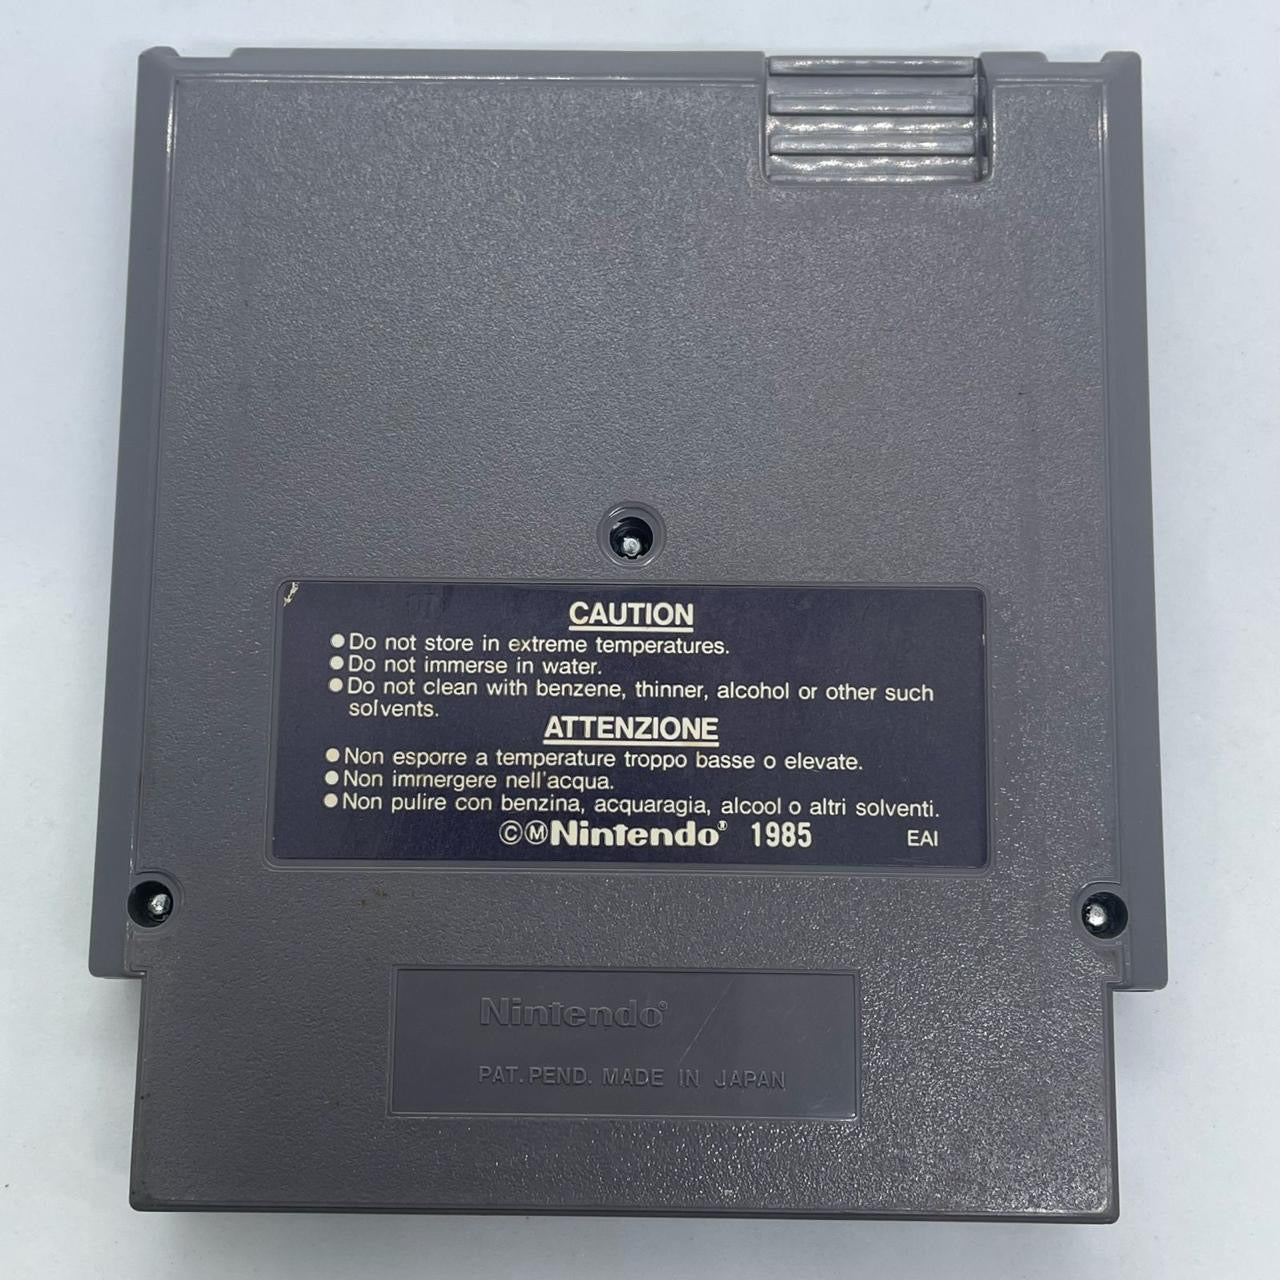 CAUTION
●Do not store in extreme temperatures.
●Do not immerse in water.
●Do not clean with benzene, thinner, alcohol or other such
solvents.
ATTENZIONE
●Non esporre a temperature troppo basse o elevate.
●Non immergere nell'acqua.
●Non pulire con benzina, acquaragia, alcool o altri solventi.
©ⓂNintendo® 1985 EAI
Nintendo®
PAT. PEND. MADE IN JAPAN